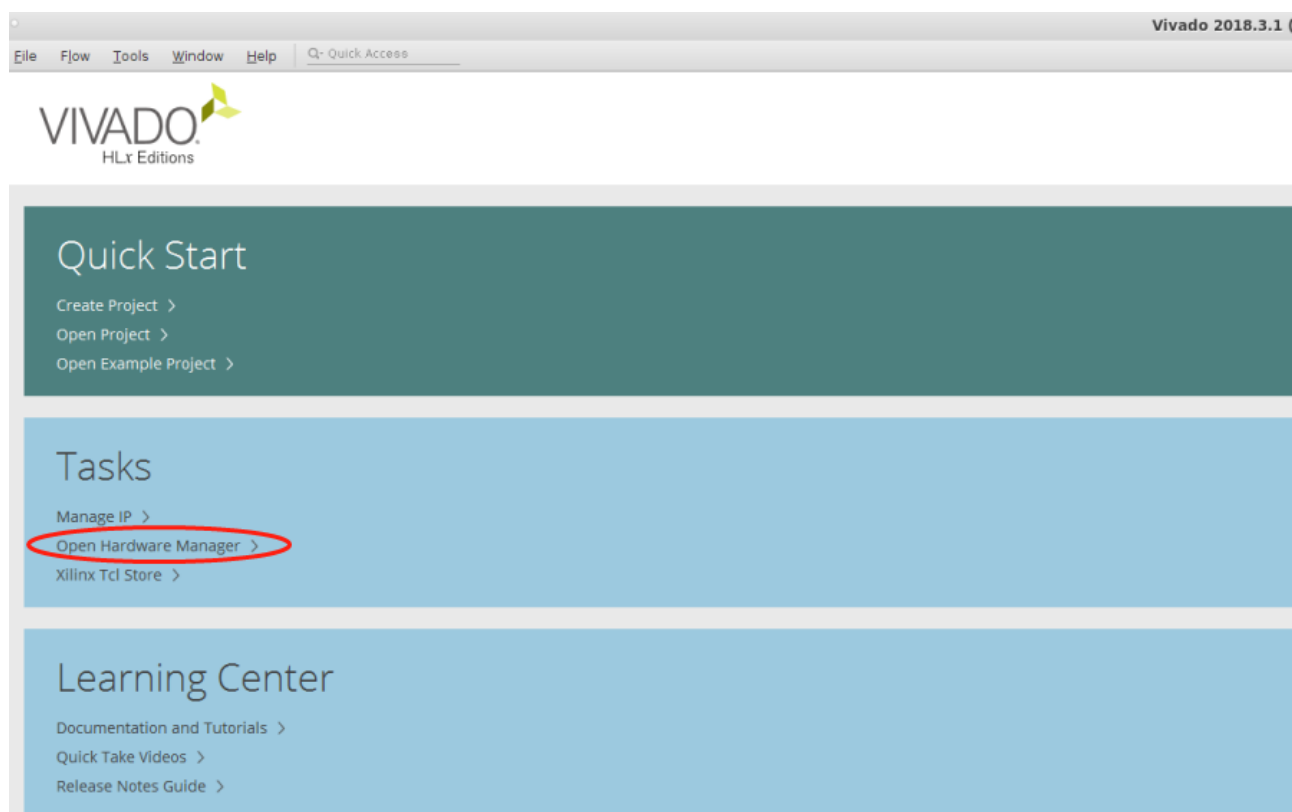 Vivado 2018.3.1 (
File Flow Tools Window Help Q- Quick Access
VIVADO.
HLx Editions
Quick Start
Create Project >
Open Project >
Open Example Project >
Tasks
Manage IP >
Open Hardware Manager >
Xilinx Tcl Store >
Learning Center
Documentation and Tutorials >
Quick Take Videos >
Release Notes Guide >